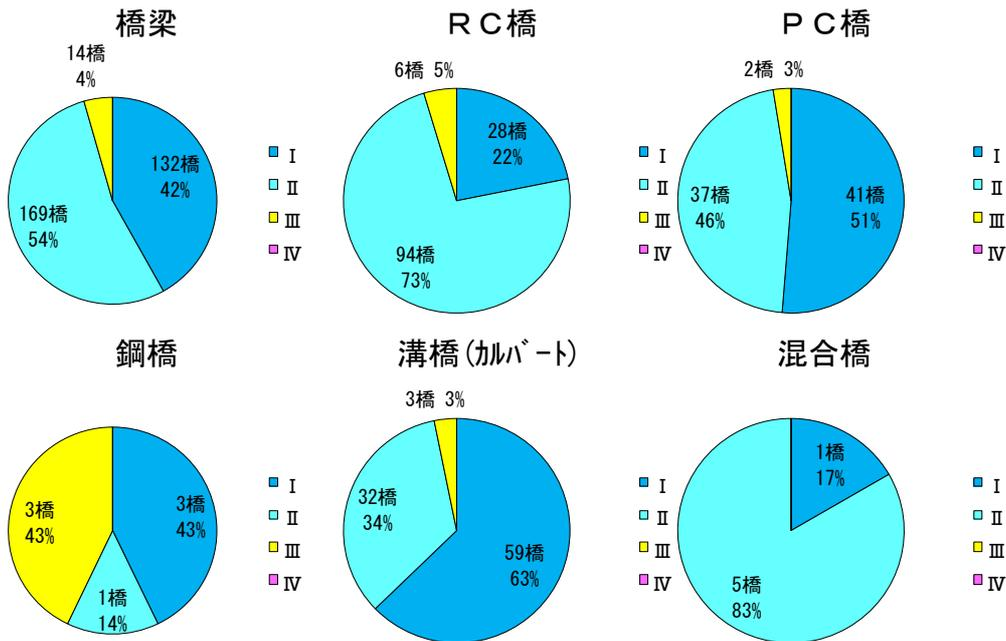 橋梁
14橋
4%
132橋
42%
169橋
54%
Ⅰ
Ⅱ
Ⅲ
Ⅳ
ＲＣ橋
6橋 5%
28橋
22%
94橋
73%
Ⅰ
Ⅱ
Ⅲ
Ⅳ
ＰＣ橋
2橋 3%
37橋
46%
41橋
51%
Ⅰ
Ⅱ
Ⅲ
Ⅳ
鋼橋
3橋
43%
3橋
43%
1橋
14%
Ⅰ
Ⅱ
Ⅲ
Ⅳ
溝橋(ｶﾙﾊﾞｰﾄ)
3橋 3%
32橋
34%
59橋
63%
Ⅰ
Ⅱ
Ⅲ
Ⅳ
混合橋
1橋
17%
5橋
83%
Ⅰ
Ⅱ
Ⅲ
Ⅳ